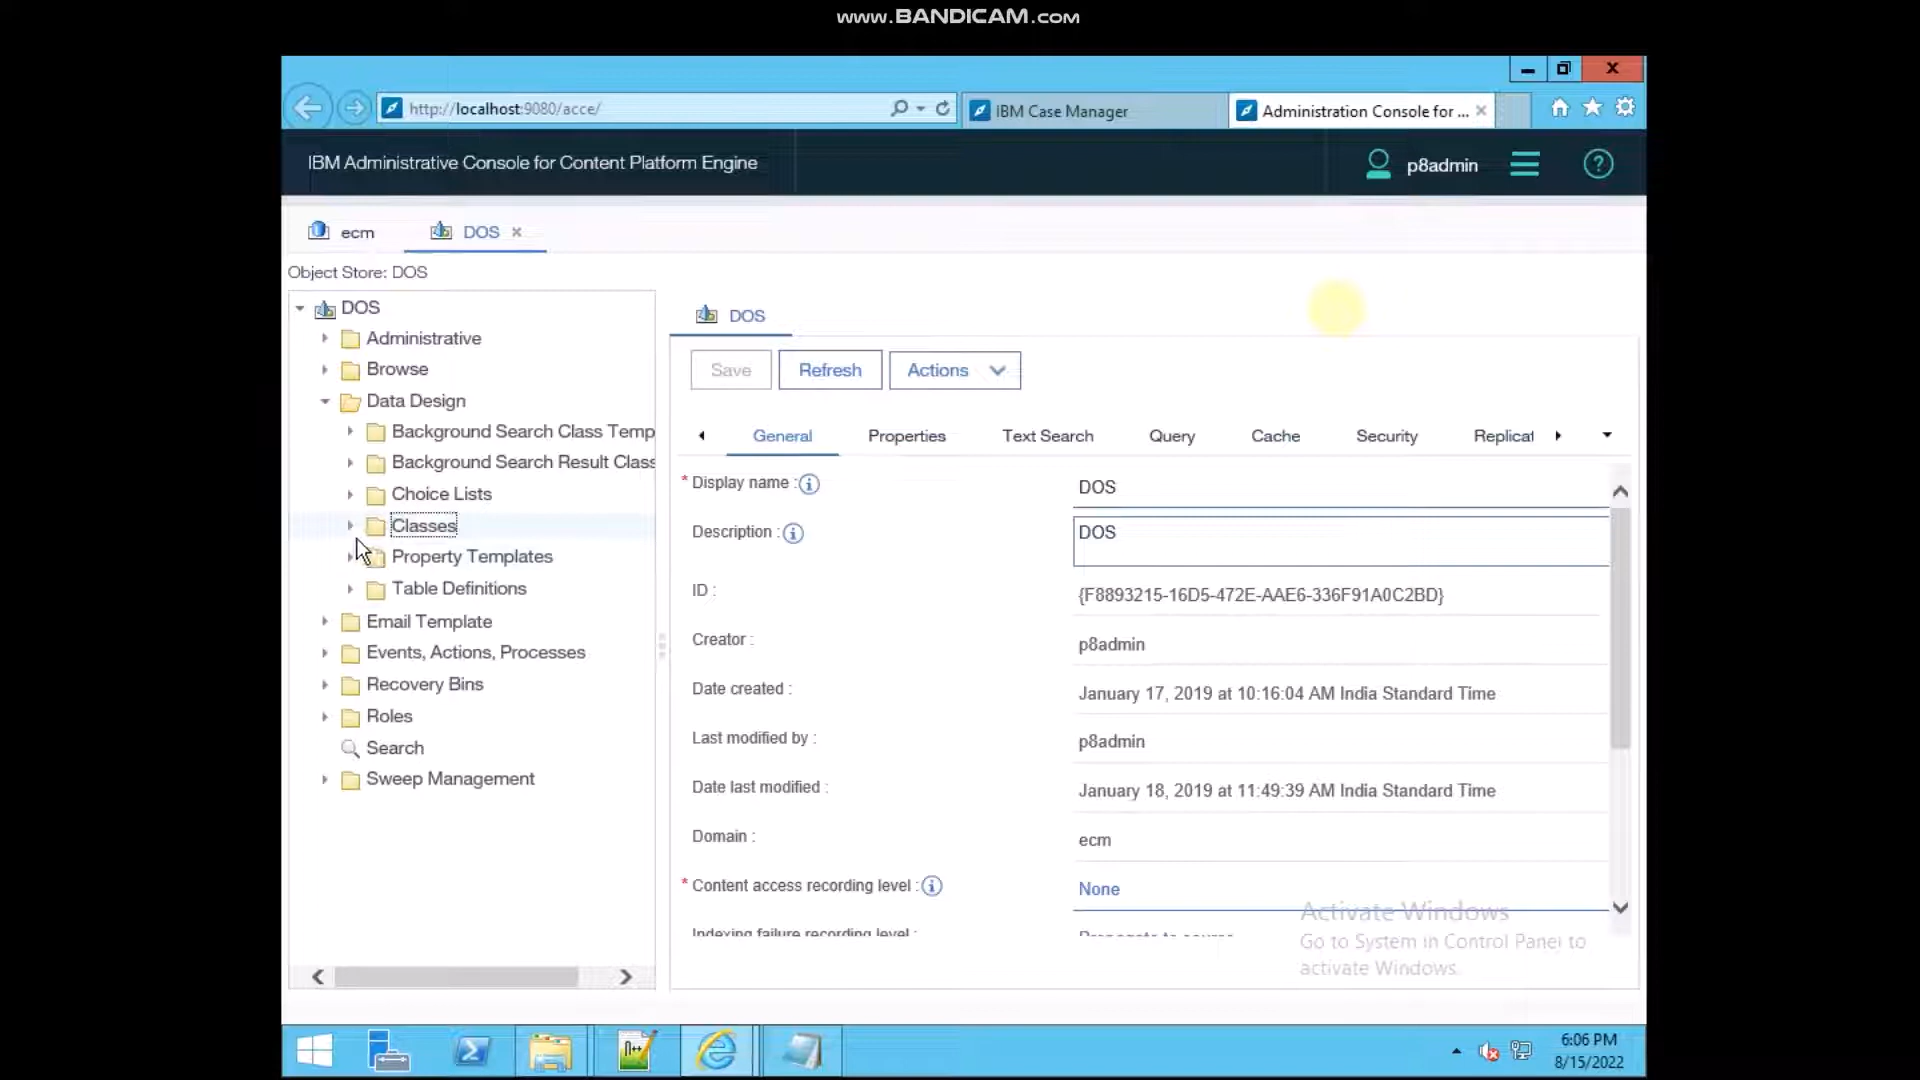 www.BANDICAM.com
http://localhost:9080/acce/
IBM Case Manager
Administration Console for ...
IBM Administrative Console for Content Platform Engine
p8admin
ecm
DOS
Object Store: DOS
DOS
Administrative
Browse
Data Design
Background Search Class Temp
Background Search Result Class
Choice Lists
Classes
Property Templates
Table Definitions
Email Template
Events, Actions, Processes
Recovery Bins
Roles
Search
Sweep Management
DOS
Save
Refresh
Actions
General
Properties
Text Search
Query
Cache
Security
Replicat
* Display name :
DOS
Description :
DOS
ID :
{F8893215-16D5-472E-AAE6-336F91A0C2BD}
Creator :
p8admin
Date created :
January 17, 2019 at 10:16:04 AM India Standard Time
Last modified by :
p8admin
Date last modified :
January 18, 2019 at 11:49:39 AM India Standard Time
Domain :
ecm
* Content access recording level :
None
Indexing failure recording level :
Propagate to source
Activate Windows
Go to System in Control Panel to
activate Windows.
6:06 PM
8/15/2022